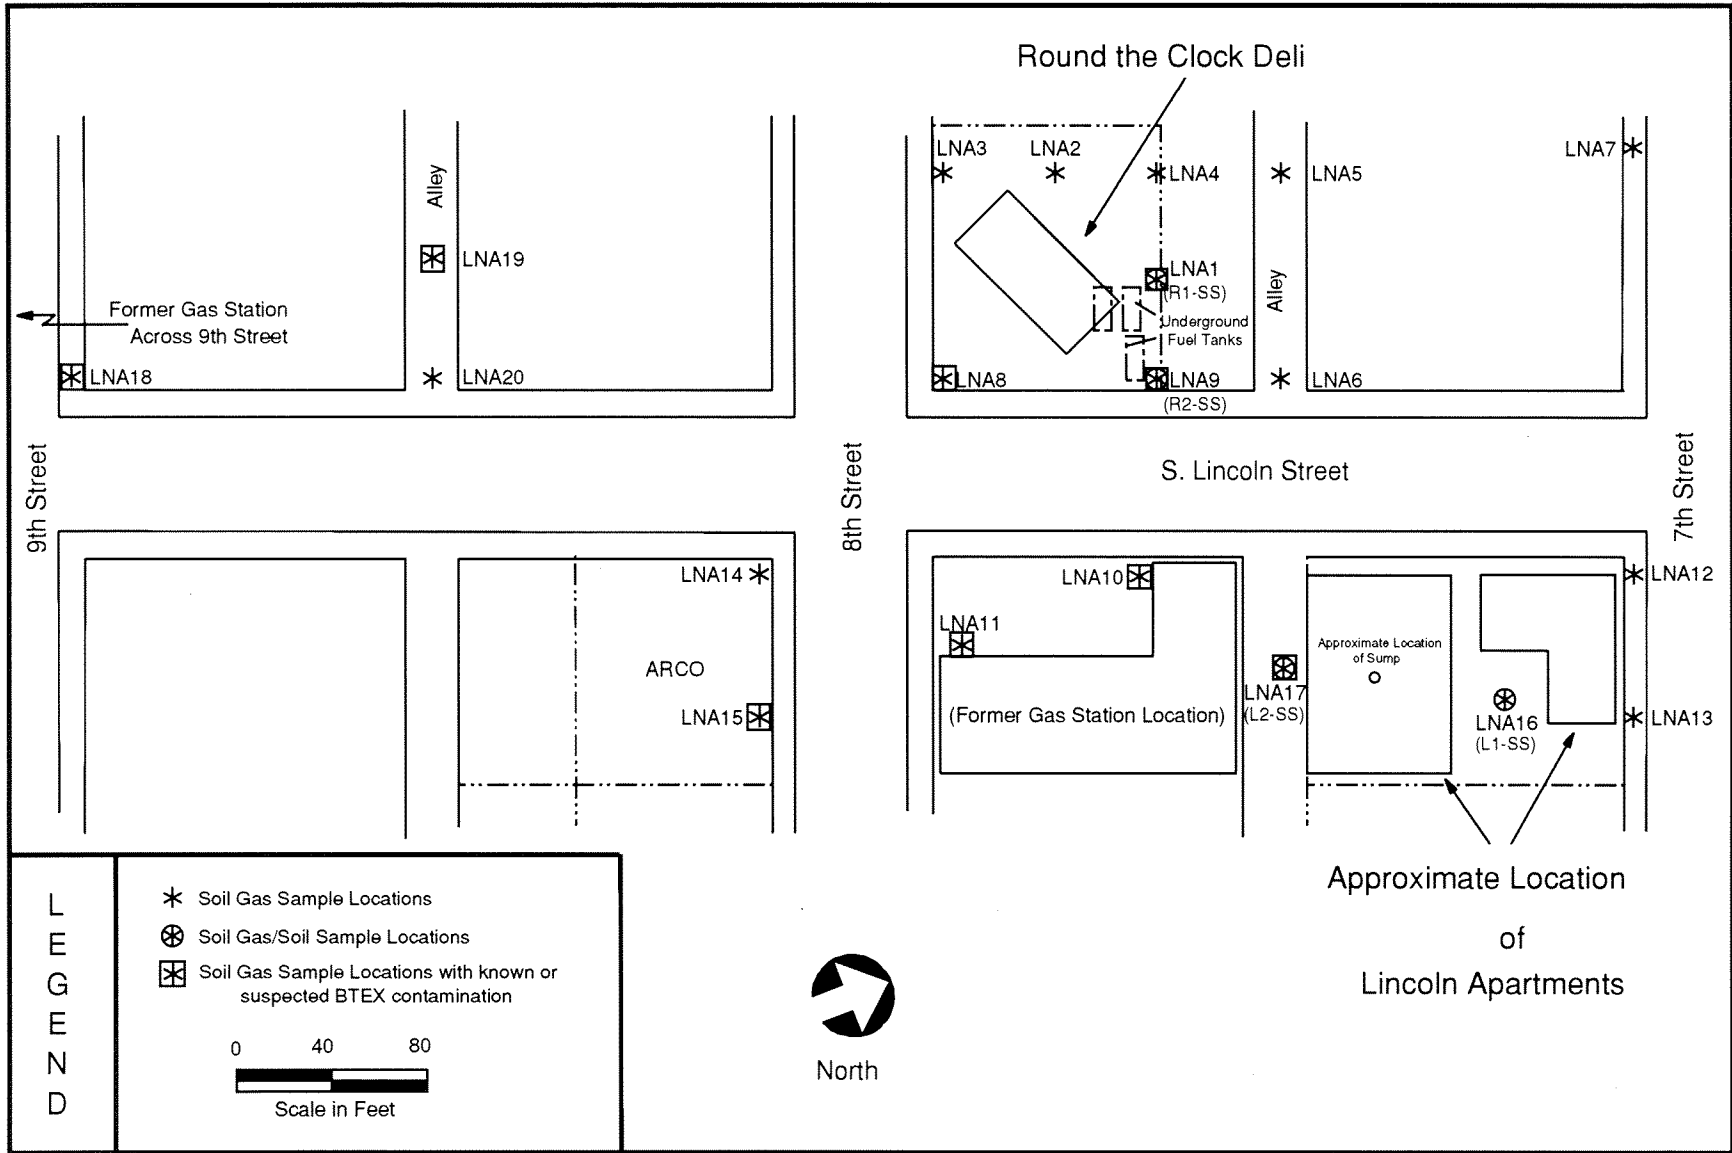 Round the Clock Deli
LNA3
LNA2
LNA4
LNA5
LNA7
Alley
LNA19
LNA1
(R1-SS)
Alley
Former Gas Station
Across 9th Street
Underground
Fuel Tanks
LNA18
LNA20
LNA8
LNA9
(R2-SS)
LNA6
9th Street
8th Street
S. Lincoln Street
7th Street
LNA14
LNA10
LNA12
LNA11
Approximate Location
of Sump
ARCO
LNA15
(Former Gas Station Location)
LNA17
(L2-SS)
LNA16
(L1-SS)
LNA13
Approximate Location
of
Lincoln Apartments
LEGEND
Soil Gas Sample Locations
Soil Gas/Soil Sample Locations
Soil Gas Sample Locations with known or
suspected BTEX contamination
0 40 80
Scale in Feet
North